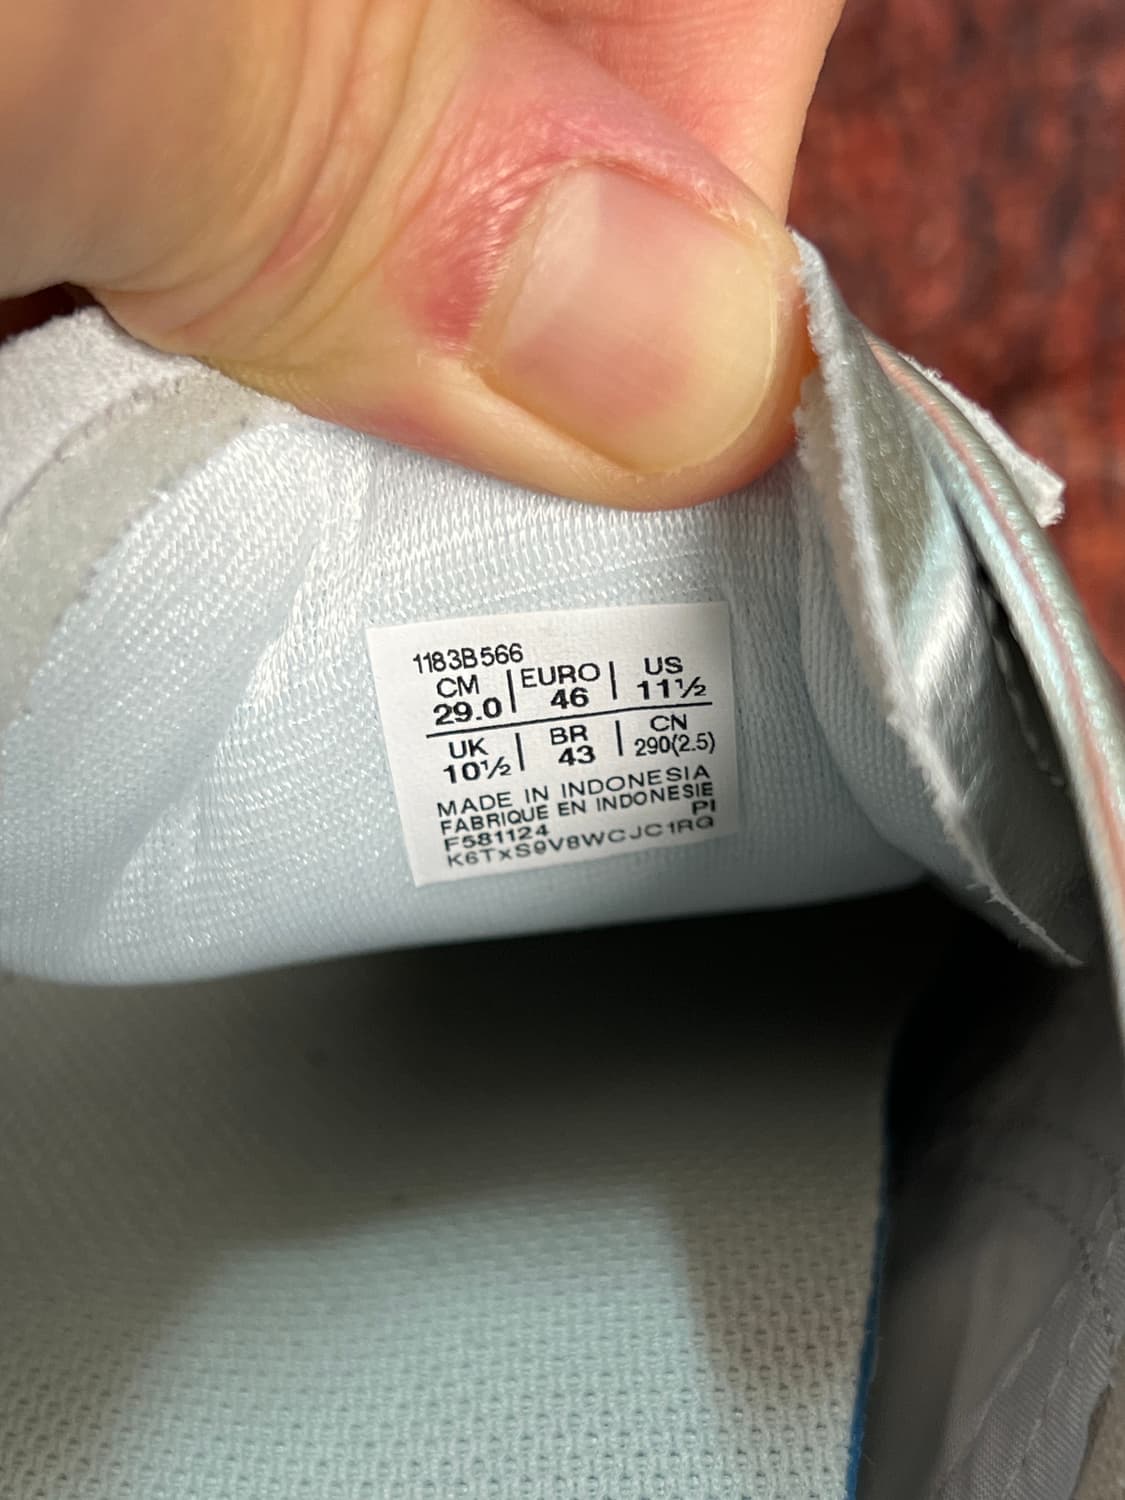 1183B566
CM | EURO | US
29.0 | 46 | 11½
UK | BR | CN
10½ | 43 | 290(2.5)
MADE IN INDONESIA
FABRIQUE EN INDONESIE
F581124 PI
K6TxS9V8WCJC1RG